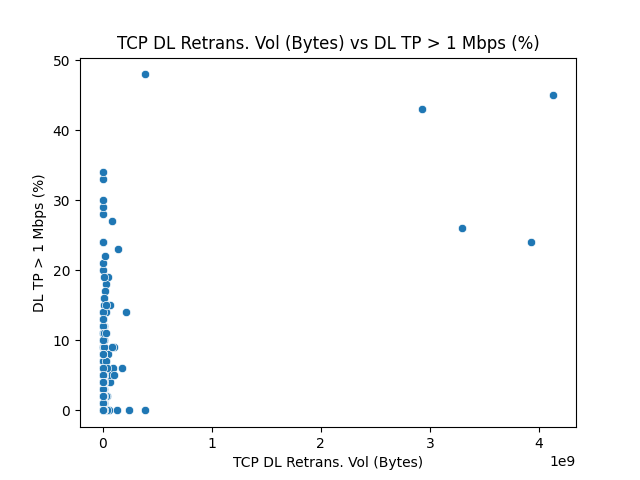 TCP DL Retrans. Vol (Bytes) vs DL TP > 1 Mbps (%)
50
40
30
20
10
0
DL TP > 1 Mbps (%)
0 1 2 3 4
1e9
TCP DL Retrans. Vol (Bytes)